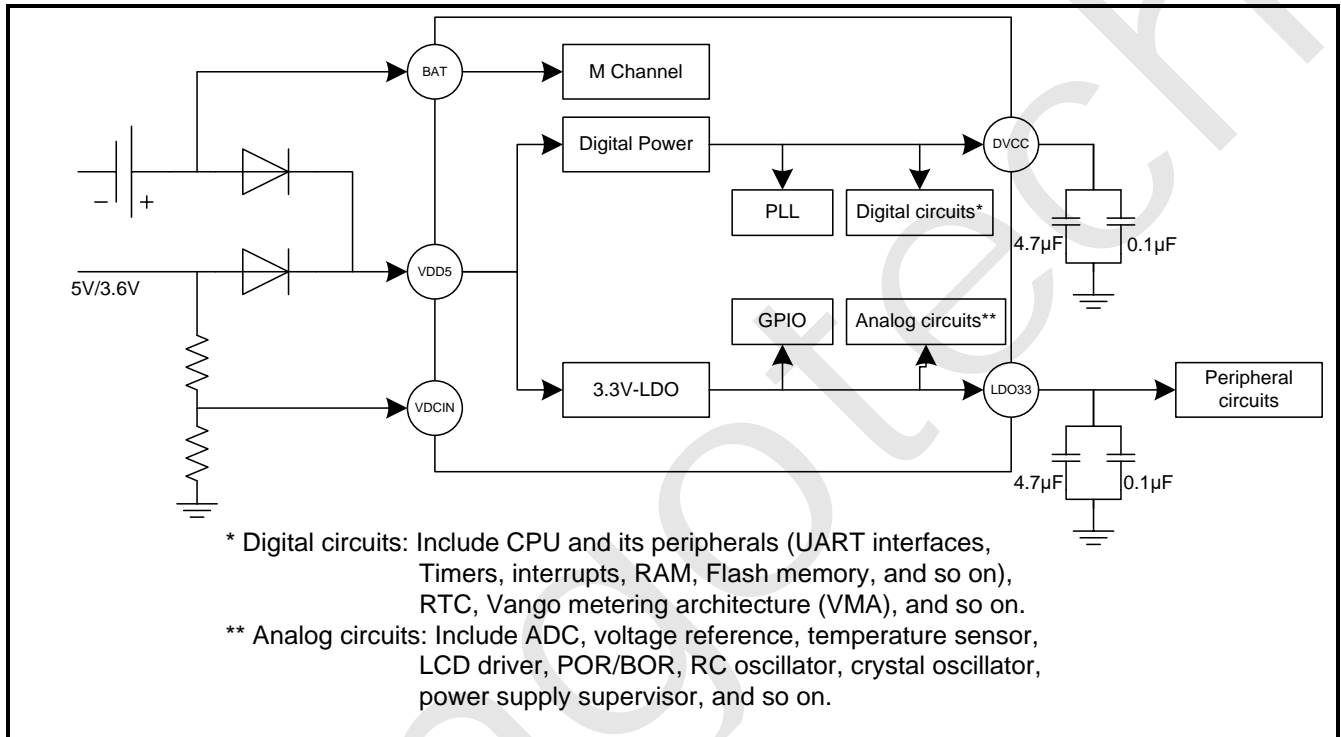 BAT
M Channel
Digital Power
DVCC
PLL
Digital circuits*
4.7µF
0.1µF
− +
VDD5
5V/3.6V
GPIO
Analog circuits**
3.3V-LDO
LDO33
Peripheral
circuits
VDCIN
4.7µF
0.1µF
* Digital circuits: Include CPU and its peripherals (UART interfaces,
Timers, interrupts, RAM, Flash memory, and so on),
RTC, Vango metering architecture (VMA), and so on.
** Analog circuits: Include ADC, voltage reference, temperature sensor,
LCD driver, POR/BOR, RC oscillator, crystal oscillator,
power supply supervisor, and so on.
agotech